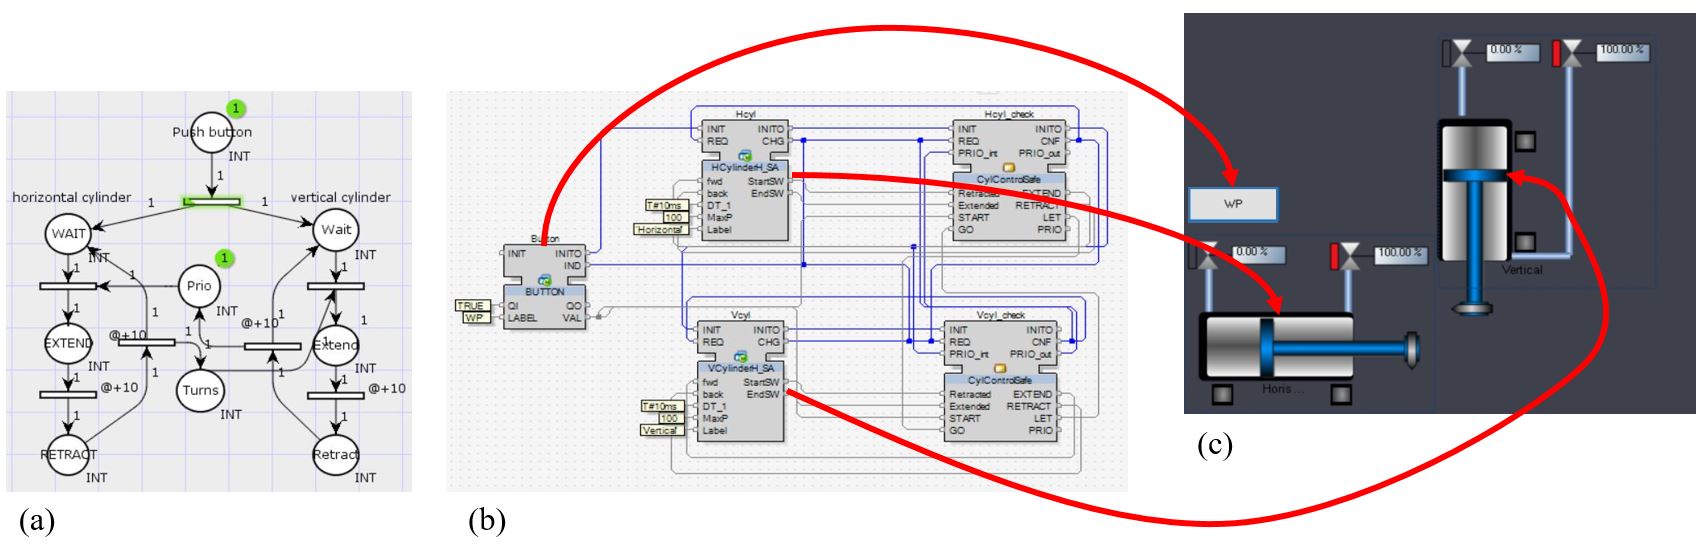 1
Push button
INT
1
horizontal cylinder
1
1
vertical cylinder
WAIT
INT
Wait
INT
1
1
1
Prio
INT
1
1
@+10
1
@+10
1
1
1
1
EXTEND
INT
Extend
INT
1
Turns
INT
1
1
@+10
@+10
1
1
RETRACT
INT
Retract
INT
(a)
Button
INIT INITO
IND
BUTTON
TRUE QI QO
WP LABEL VAL
Hcyl
INIT INITO
REQ CHG
HCylinderH_SA
fwd StartSW
back EndSW
T#10ms DT_1
100 MaxP
'Horizontal' Label
Hcyl_check
INIT INITO
REQ CNF
PRIO_int PRIO_out
CylControlSafe
Retracted EXTEND
Extended RETRACT
START LET
GO PRIO
Vcyl
INIT INITO
REQ CHG
VCylinderH_SA
fwd StartSW
back EndSW
T#10ms DT_1
100 MaxP
'Vertical' Label
Vcyl_check
INIT INITO
REQ CNF
PRIO_int PRIO_out
CylControlSafe
Retracted EXTEND
Extended RETRACT
START LET
GO PRIO
(b)
0.00 % 100.00 %
WP
0.00 % 100.00 %
Vertical
Horis ...
(c)